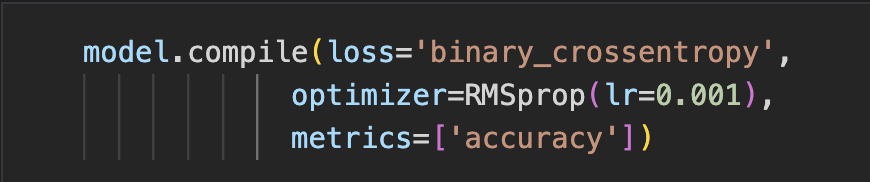 model.compile(loss='binary_crossentropy',
optimizer=RMSprop(lr=0.001),
metrics=['accuracy'])